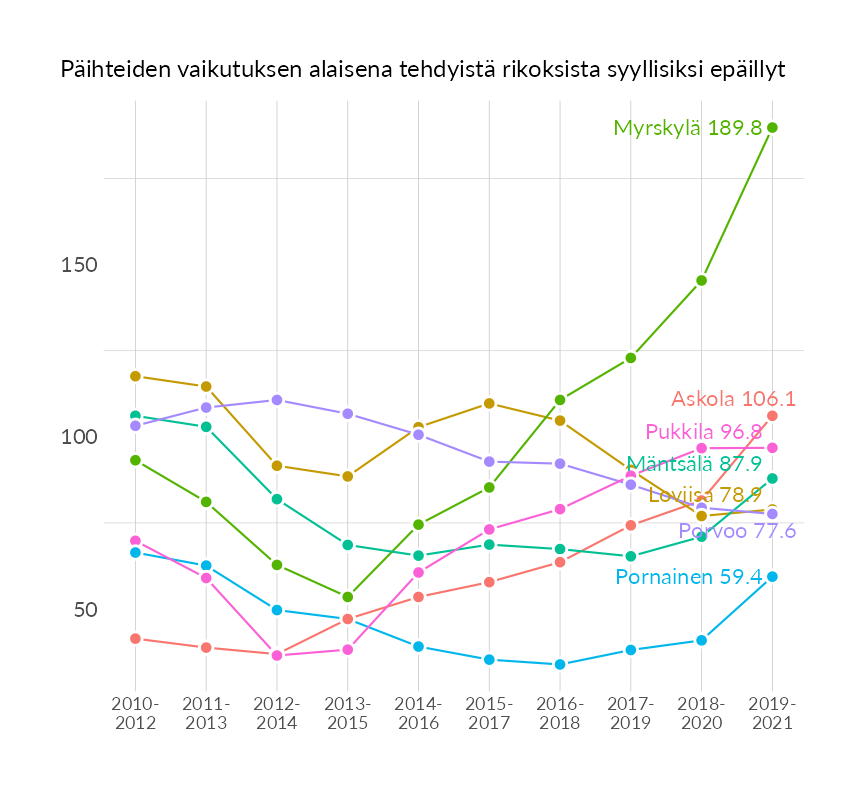 Päihteiden vaikutuksen alaisena tehdyistä rikoksista syyllisiksi epäillyt
Myrskylä 189.8
150
Askola 106.1
Pukkila 96.8
100
Mäntsälä 87.9
Loviisa 78.9
Porvoo 77.6
Pornainen 59.4
50
2010- 2011- 2012- 2013- 2014- 2015- 2016- 2017- 2018- 2019-
2012 2013 2014 2015 2016 2017 2018 2019 2020 2021